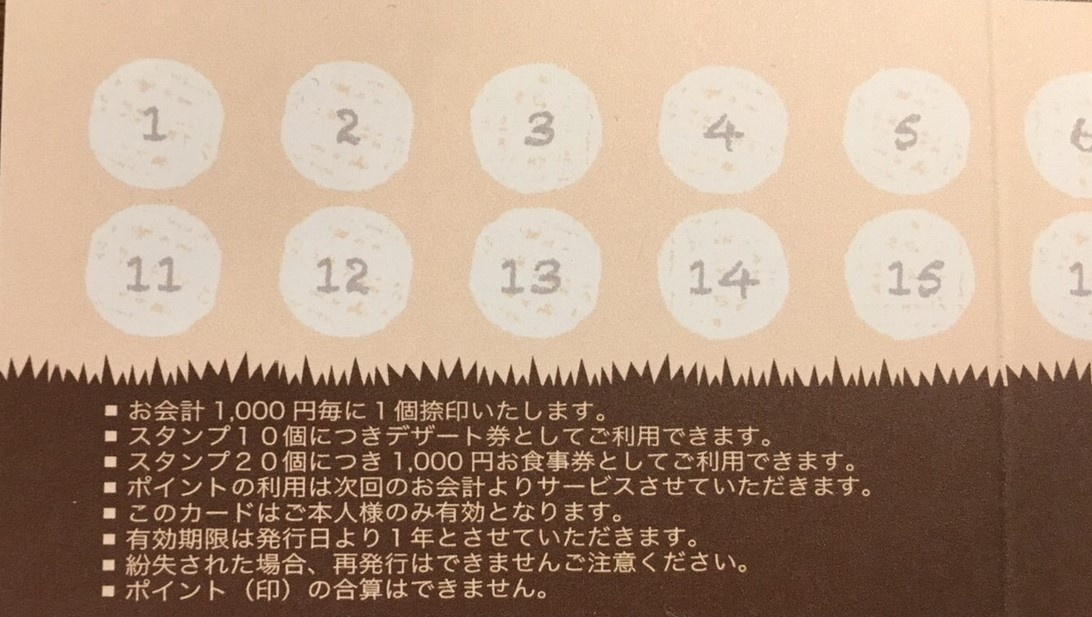 1 2 3 4 5 6
11 12 13 14 15 1
■ お会計 1,000 円毎に 1 個捺印いたします。
■ スタンプ１０個につきデザート券としてご利用できます。
■ スタンプ２０個につき 1,000 円お食事券としてご利用できます。
■ ポイントの利用は次回のお会計よりサービスさせていただきます。
■ このカードはご本人様のみ有効となります。
■ 有効期限は発行日より１年とさせていただきます。
■ 紛失された場合、再発行はできませんご注意ください。
■ ポイント（印）の合算はできません。